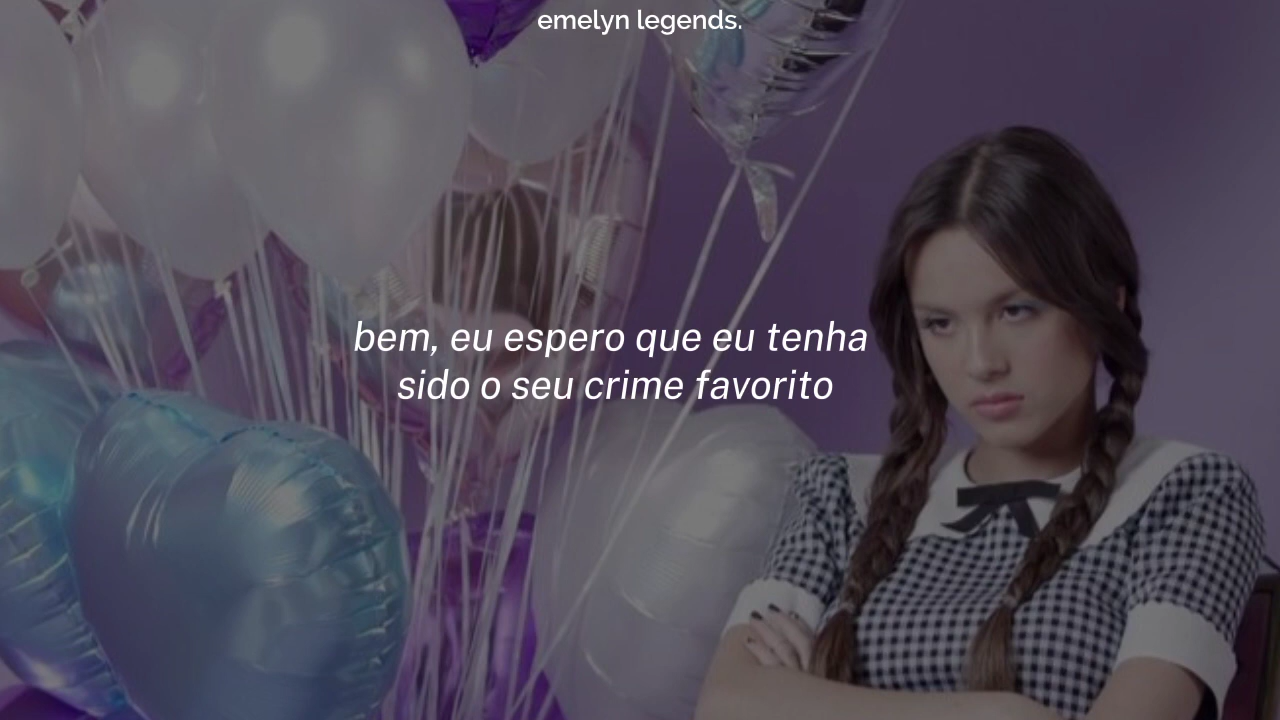 emelyn legends.
bem, eu espero que eu tenha
sido o seu crime favorito